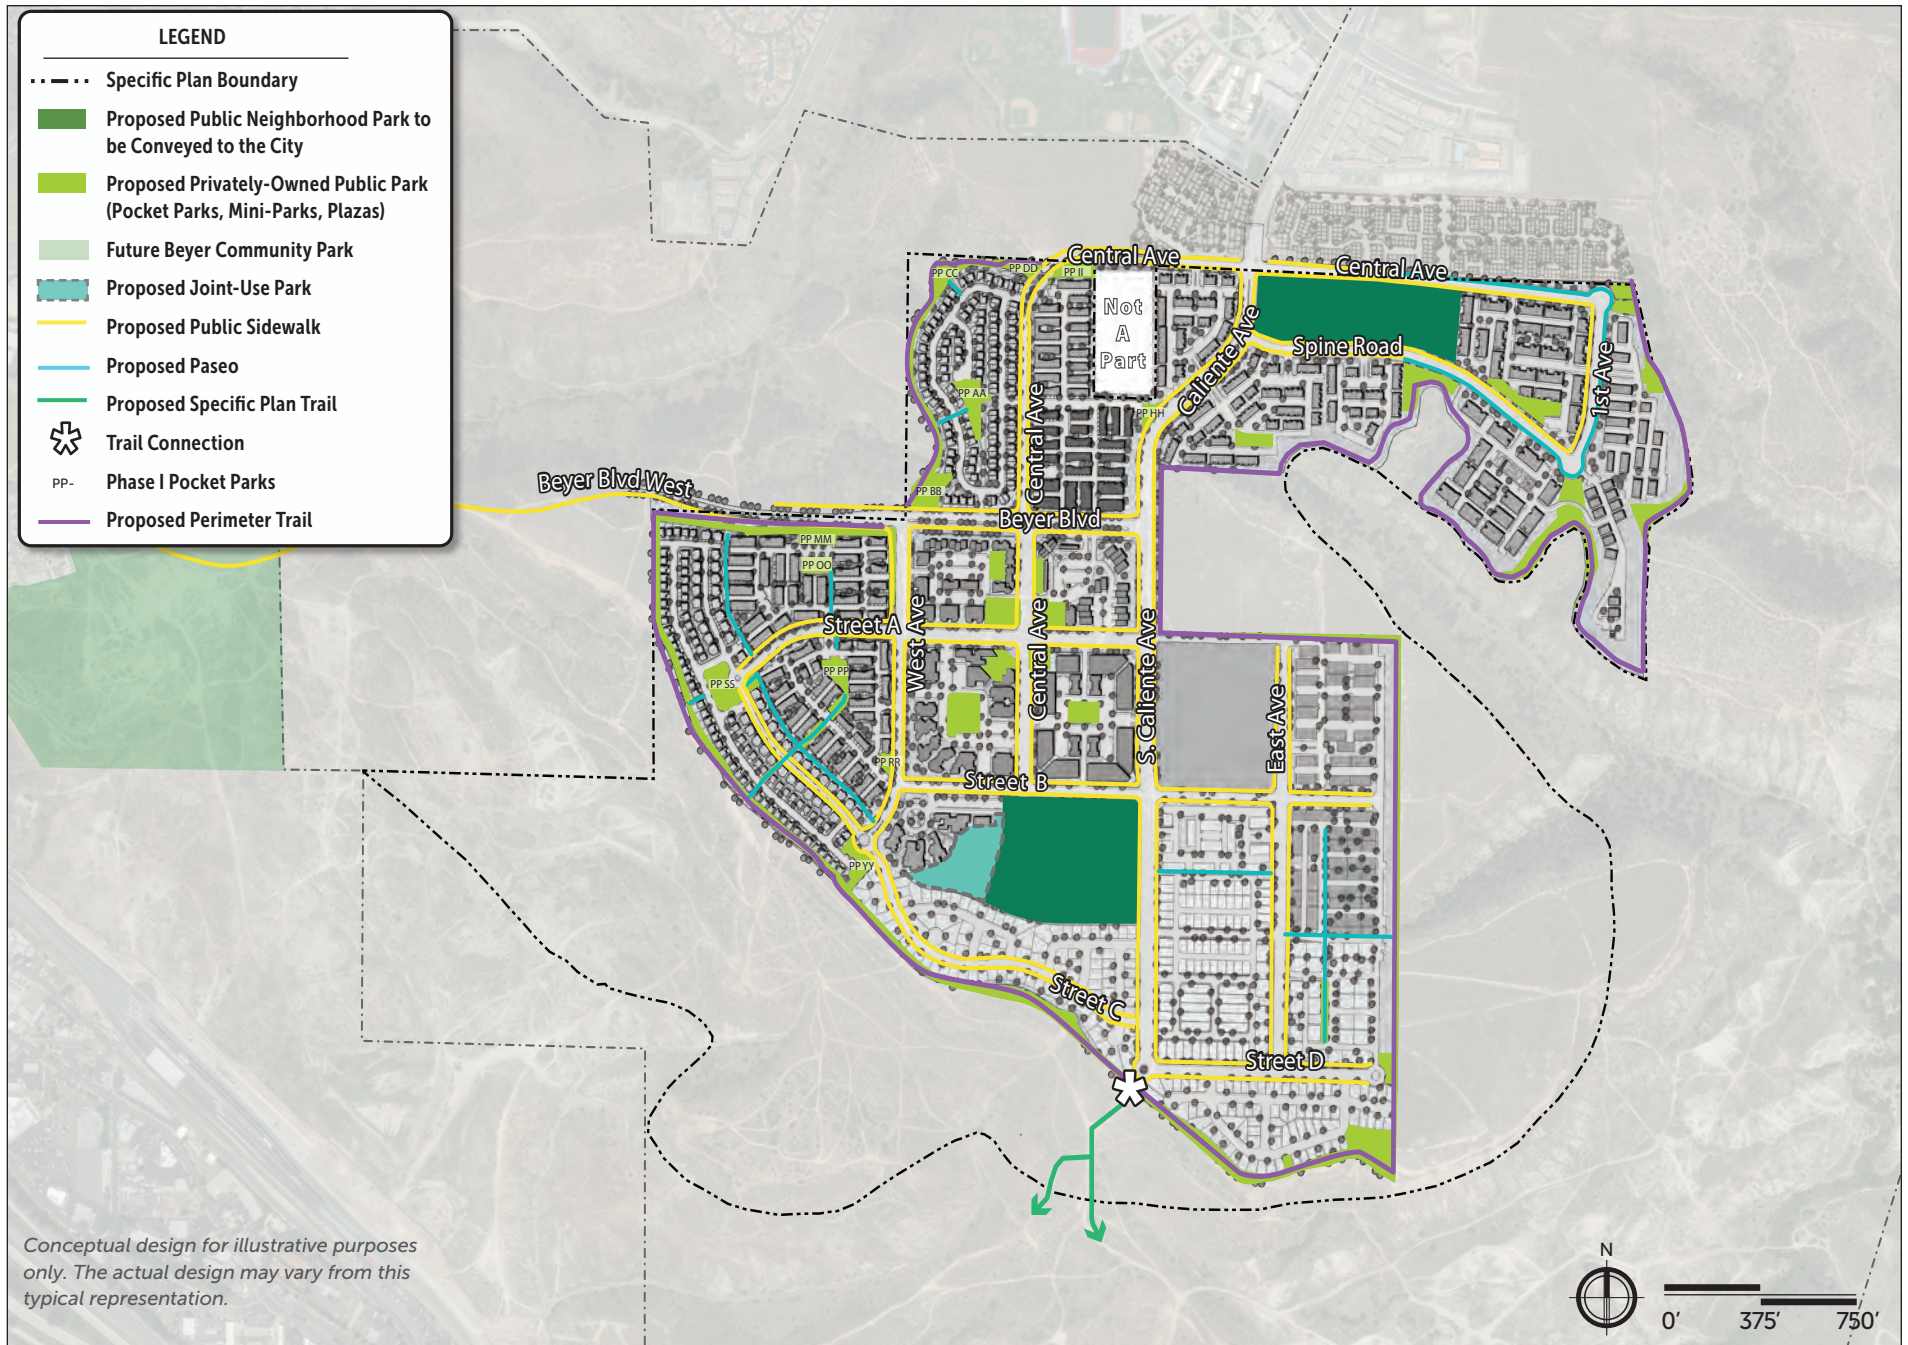 LEGEND
Specific Plan Boundary
Proposed Public Neighborhood Park to
be Conveyed to the City
Proposed Privately-Owned Public Park
(Pocket Parks, Mini-Parks, Plazas)
Future Beyer Community Park
Proposed Joint-Use Park
Proposed Public Sidewalk
Proposed Paseo
Proposed Specific Plan Trail
Trail Connection
PP- Phase I Pocket Parks
Proposed Perimeter Trail
Central Ave
Central Ave
PP CC
PP DD
PP II
Not
A
Part
Caliente Ave
Spine Road
1st Ave
PP AA
PP HH
Central Ave
PP BB
Beyer Blvd West
Beyer Blvd
PP MM
PP OO
Street A
West Ave
Central Ave
S. Caliente Ave
PP PP
PP SS
East Ave
PP RR
Street B
PP YY
Street C
Street D
Conceptual design for illustrative purposes
only. The actual design may vary from this
typical representation.
N
0' 375' 750'